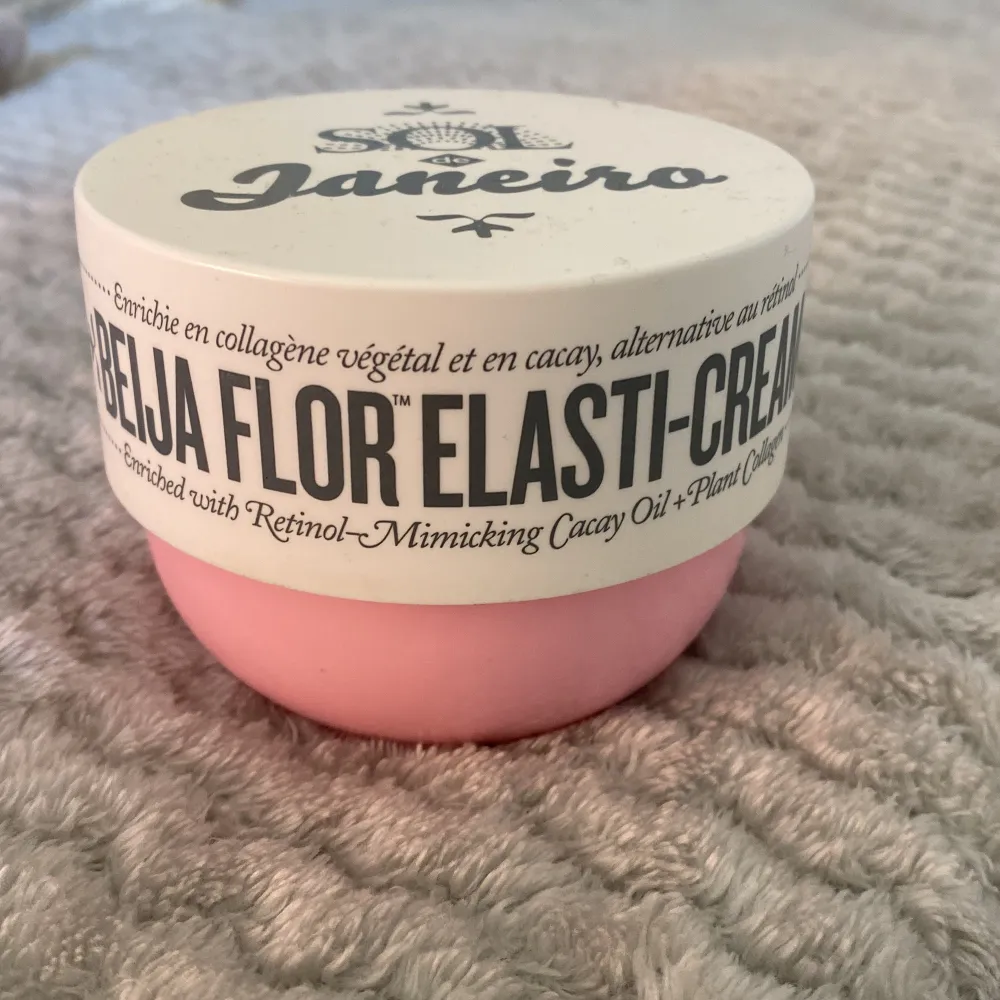 SOL
de
Janeiro
Enrichie en collagène végétal et en cacay, alternative au rétinol
BEIJA FLOR™ ELASTI-CREAM
Enriched with Retinol-Mimicking Cacay Oil + Plant Collagen